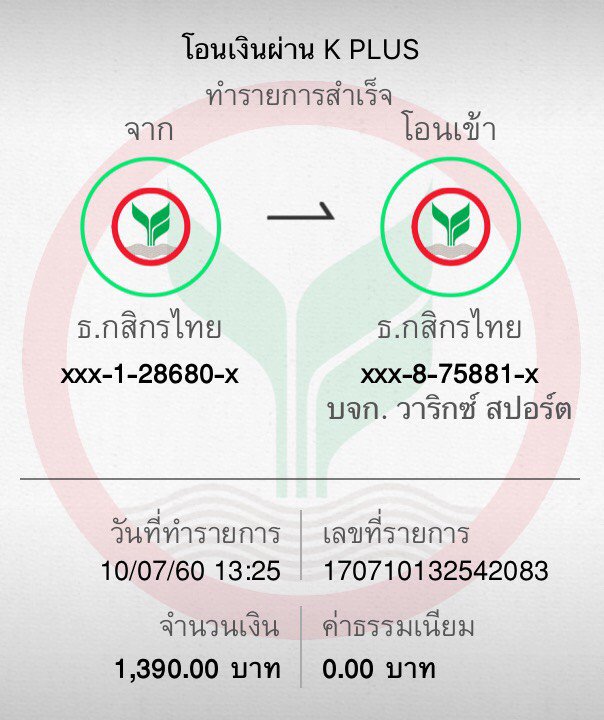 โอนเงินผ่าน K PLUS
ทำรายการสำเร็จ
จาก
โอนเข้า
ธ.กสิกรไทย
ธ.กสิกรไทย
xxx-1-28680-x
xxx-8-75881-x
บจก. วาริกซ์ สปอร์ต
วันที่ทำรายการ
เลขที่รายการ
10/07/60 13:25
170710132542083
จำนวนเงิน
ค่าธรรมเนียม
1,390.00 บาท
0.00 บาท